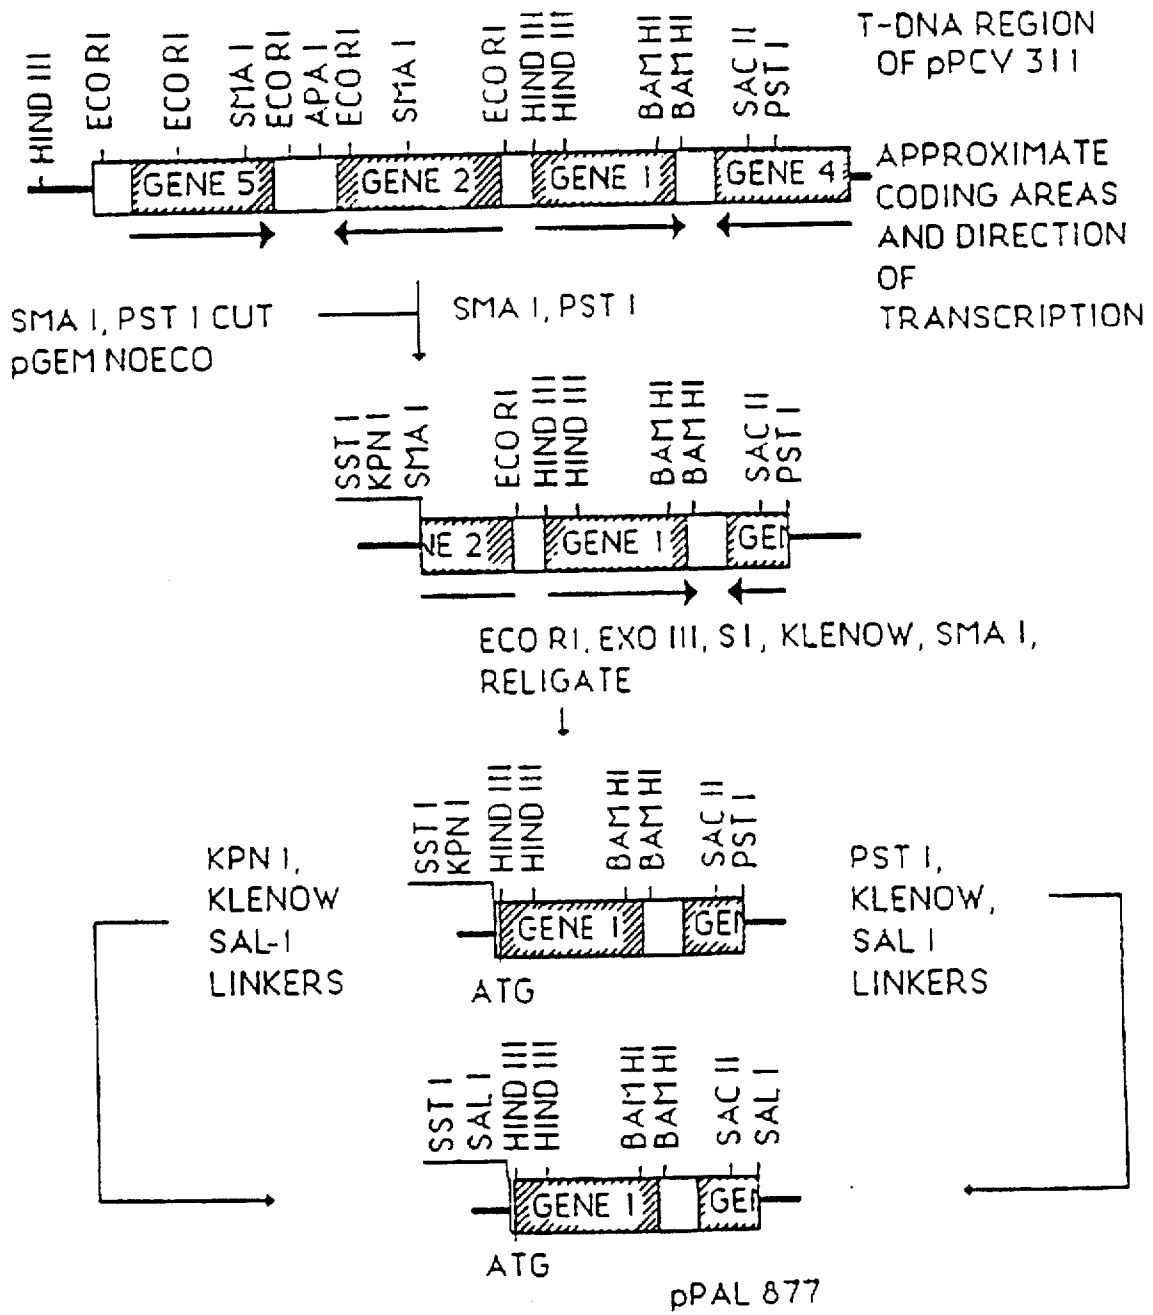 T-DNA REGION
OF pPCV 311
HIND III
ECO RI
ECO RI
SMA I
ECO RI
APA I
ECO RI
SMA I
ECO RI
HIND III
HIND III
BAM HI
BAM HI
SAC II
PST I
GENE 5
GENE 2
GENE 1
GENE 4
APPROXIMATE
CODING AREAS
AND DIRECTION
OF
TRANSCRIPTION
SMA I, PST I CUT
pGEM NOECO
SMA I, PST I
SST I
KPN I
SMA I
ECO RI
HIND III
HIND III
BAM HI
BAM HI
SAC II
PST I
NE 2
GENE 1
GEN
ECO RI, EXO III, S1, KLENOW, SMA I,
RELIGATE
SST I
KPN I
HIND III
HIND III
BAM HI
BAM HI
SAC II
PST I
KPN I,
KLENOW
SAL-1
LINKERS
GENE 1
GEN
ATG
PST I,
KLENOW,
SAL I
LINKERS
SST I
SAL I
HIND III
HIND III
BAM HI
BAM HI
SAC II
SAL I
GENE 1
GEN
ATG
pPAL 877